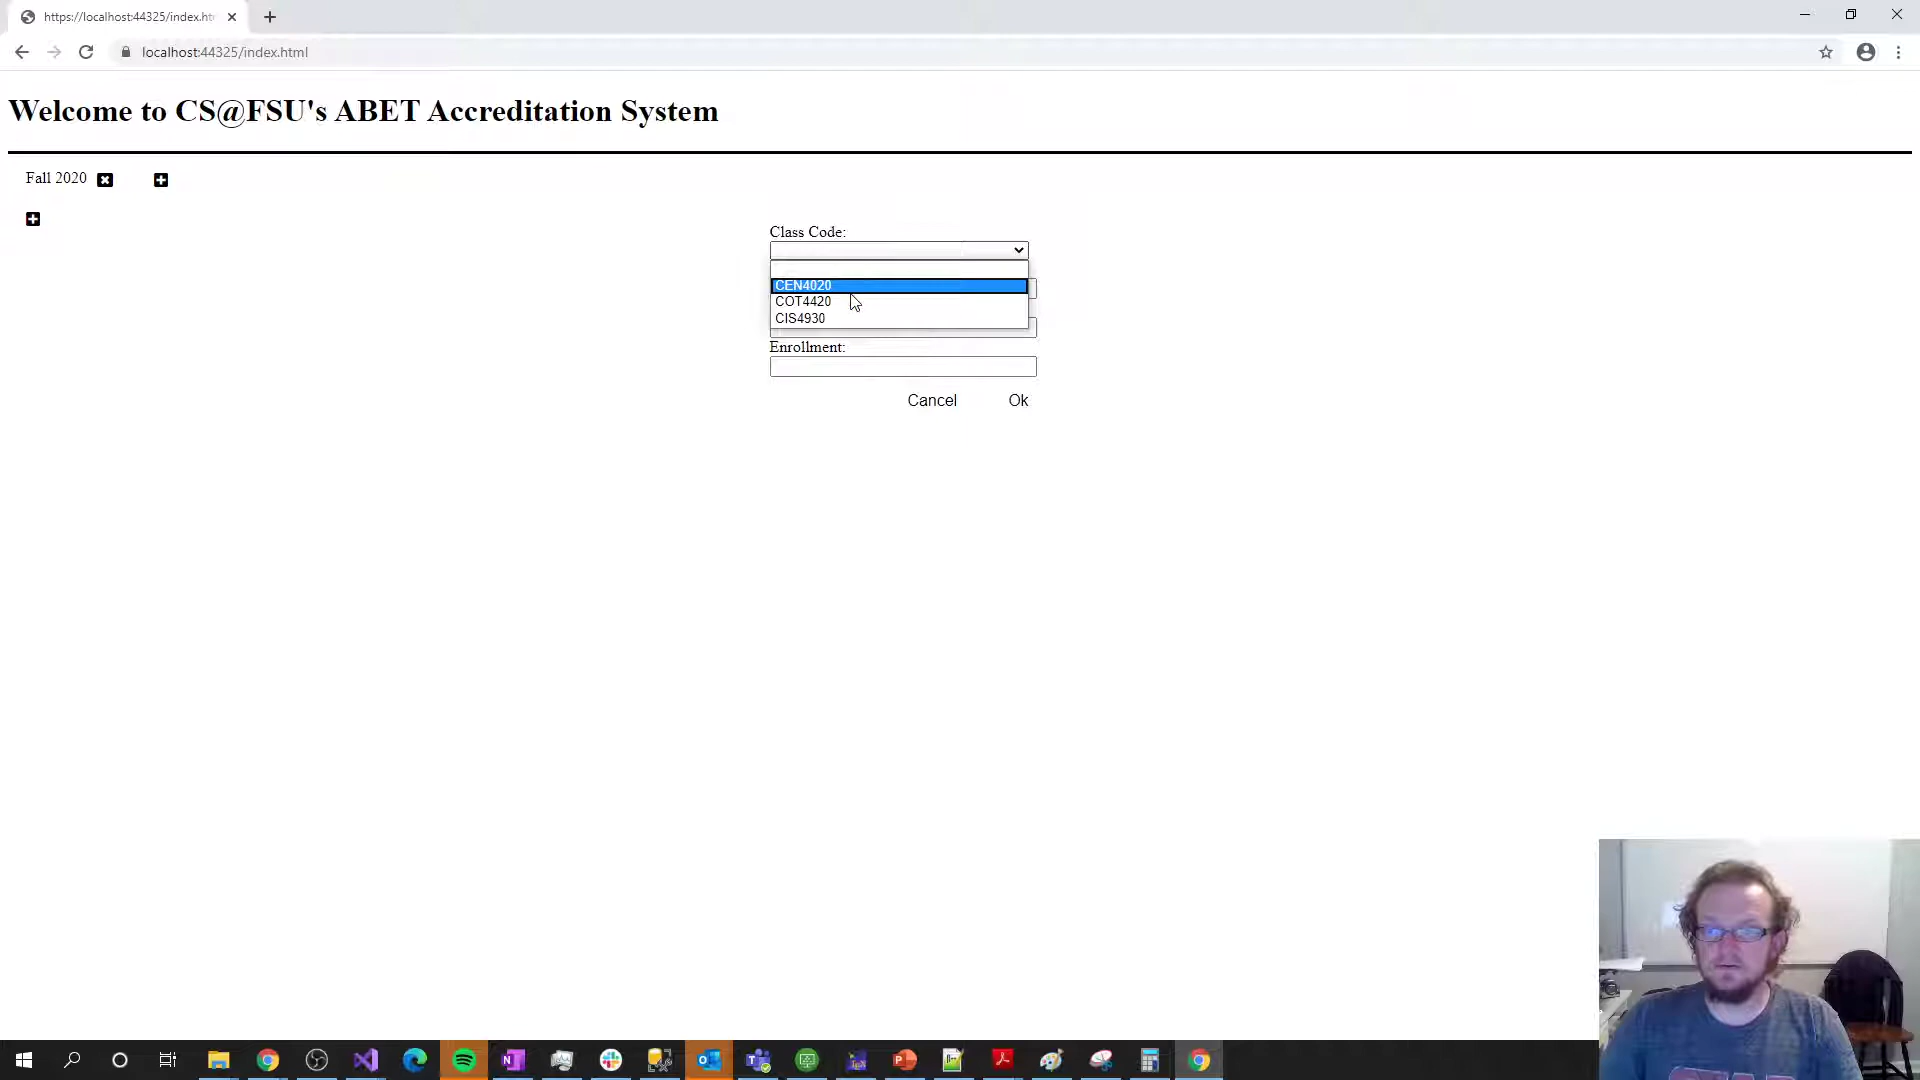 https://localhost:44325/index.ht
localhost:44325/index.html
Welcome to CS@FSU's ABET Accreditation System
Fall 2020
Class Code:
CEN4020
COT4420
CIS4930
Enrollment:
Cancel Ok